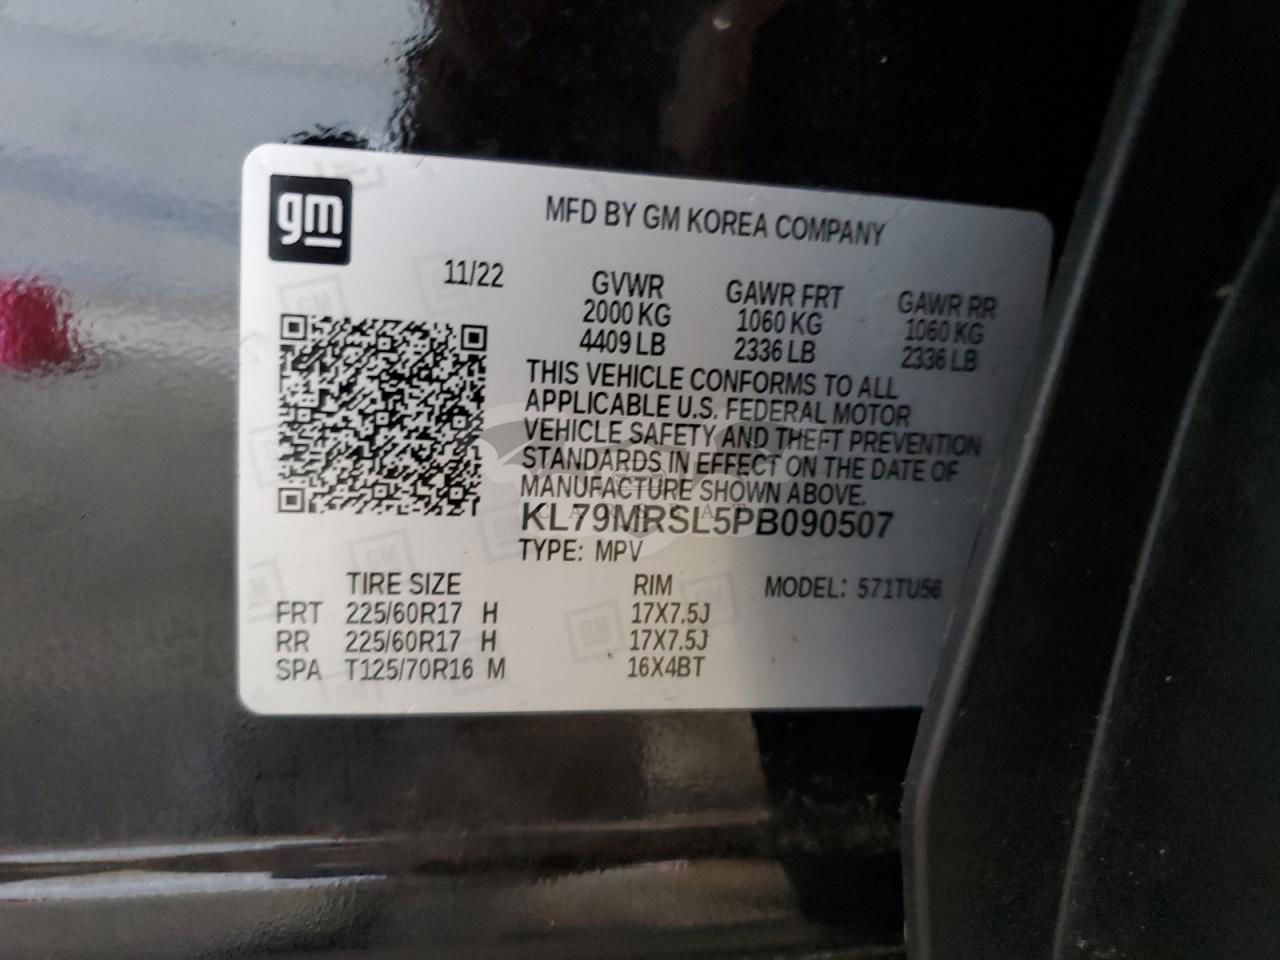 gm
MFD BY GM KOREA COMPANY
11/22
GVWR GAWR FRT GAWR RR
2000 KG 1060 KG 1060 KG
4409 LB 2336 LB 2336 LB
THIS VEHICLE CONFORMS TO ALL
APPLICABLE U.S. FEDERAL MOTOR
VEHICLE SAFETY AND THEFT PREVENTION
STANDARDS IN EFFECT ON THE DATE OF
MANUFACTURE SHOWN ABOVE.
KL79MRSL5PB090507
TYPE: MPV
TIRE SIZE RIM MODEL: 571TU56
FRT 225/60R17 H 17X7.5J
RR 225/60R17 H 17X7.5J
SPA T125/70R16 M 16X4BT